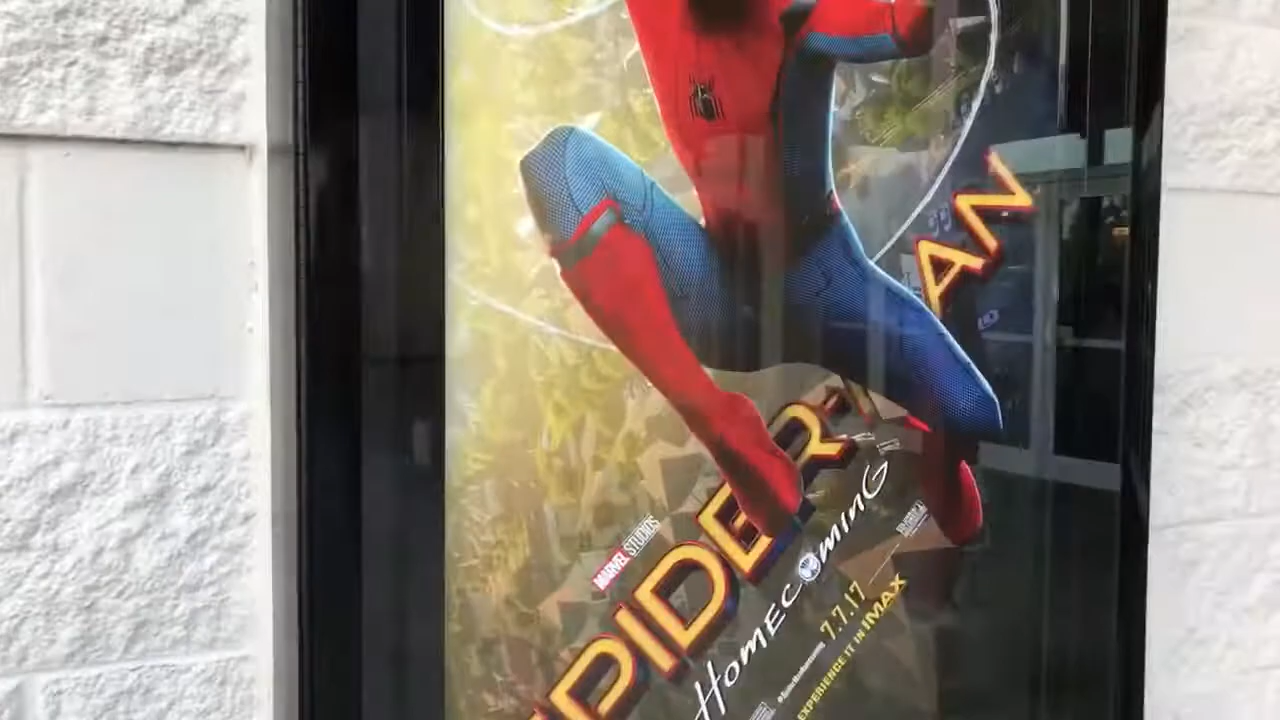 MARVEL STUDIOS
PIDER
AN
HOMECOMING
7.7.17
EXPERIENCE IT IN IMAX